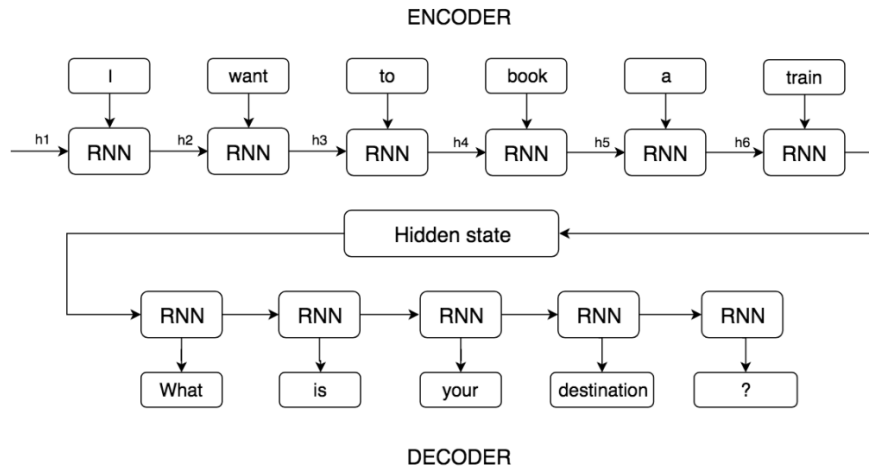 ENCODER
I want to book a train
h1 RNN h2 RNN h3 RNN h4 RNN h5 RNN h6 RNN
Hidden state
RNN RNN RNN RNN RNN
What is your destination ?
DECODER